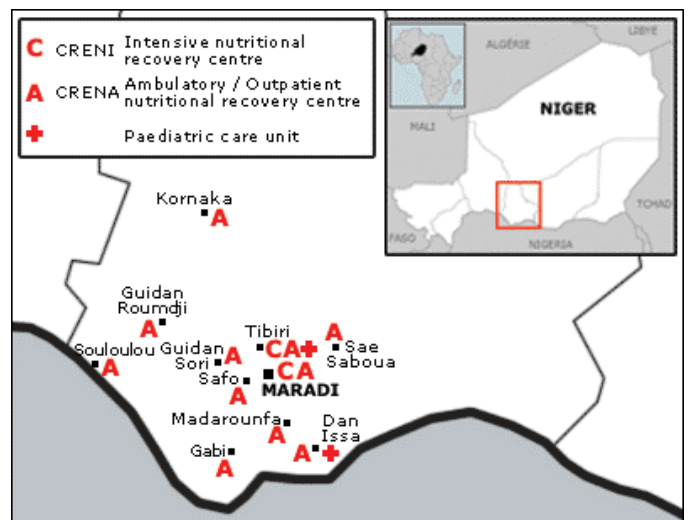 C CRENI Intensive nutritional
recovery centre
A CRENA Ambulatory / Outpatient
nutritional recovery centre
Paediatric care unit
ALGÉRIE
LIBYE
NIGER
MALI
TCHAD
FASO
NIGERIA
Kornaka
A
Guidan
Roumdji
A
Souloulou
A
Guidan
Sori
A
Tibiri
CA
A
Sae
Saboua
Safo
A
CA
MARADI
Madarounfa
A
Dan
Issa
A
Gabi
A